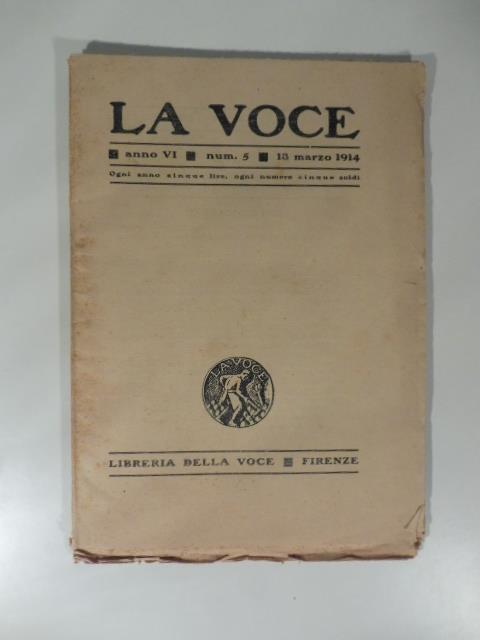 LA VOCE
anno VI ■ num. 5 ■ 13 marzo 1914
Ogni anno cinque lire, ogni numero cinque soldi
LA VOCE
LIBRERIA DELLA VOCE ■ FIRENZE